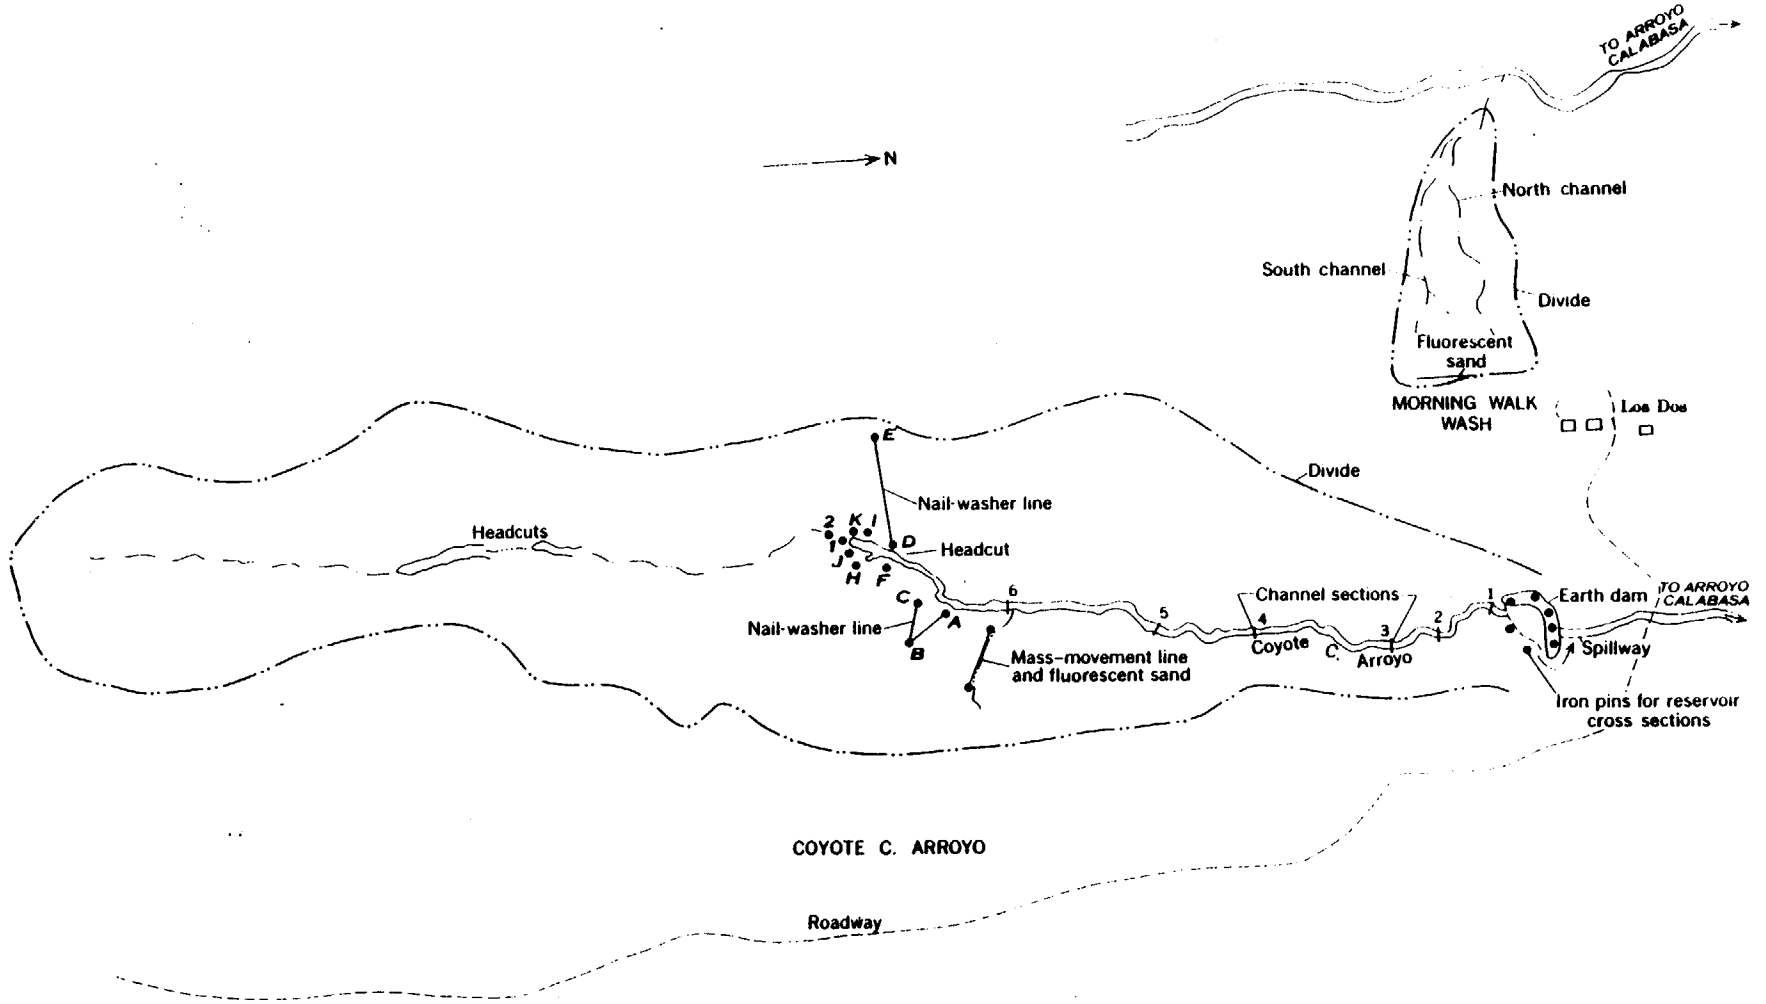 TO ARROYO
CALABASA
N
North channel
South channel
Divide
Fluorescent
sand
MORNING WALK
WASH
Los Dos
E
Divide
Nail-washer line
Headcuts
2
K
I
1
D
Headcut
J
H
F
C
A
Nail-washer line
B
6
Mass-movement line
and fluorescent sand
5
Channel sections
4
Coyote
C.
3
Arroyo
2
1
Earth dam
TO ARROYO
CALABASA
Spillway
Iron pins for reservoir
cross sections
COYOTE C. ARROYO
Roadway